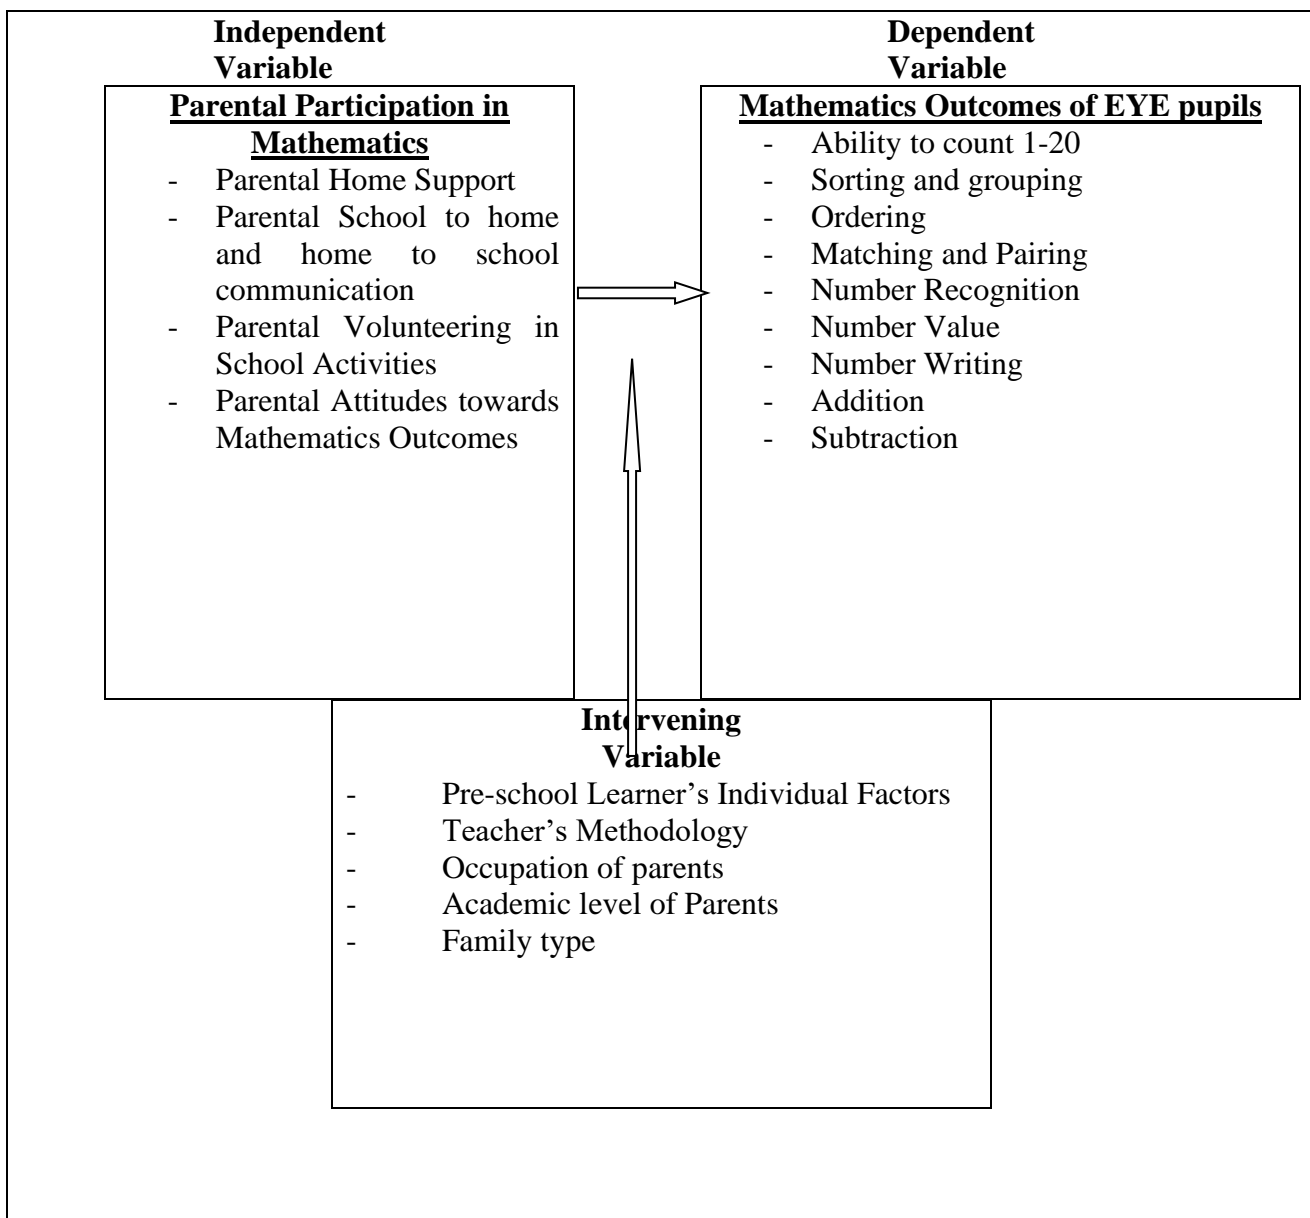 Independent
Variable
Parental Participation in
Mathematics
- Parental Home Support
- Parental School to home
and home to school
communication
- Parental Volunteering in
School Activities
- Parental Attitudes towards
Mathematics Outcomes
Dependent
Variable
Mathematics Outcomes of EYE pupils
- Ability to count 1-20
- Sorting and grouping
- Ordering
- Matching and Pairing
- Number Recognition
- Number Value
- Number Writing
- Addition
- Subtraction
Intervening
Variable
- Pre-school Learner’s Individual Factors
- Teacher’s Methodology
- Occupation of parents
- Academic level of Parents
- Family type